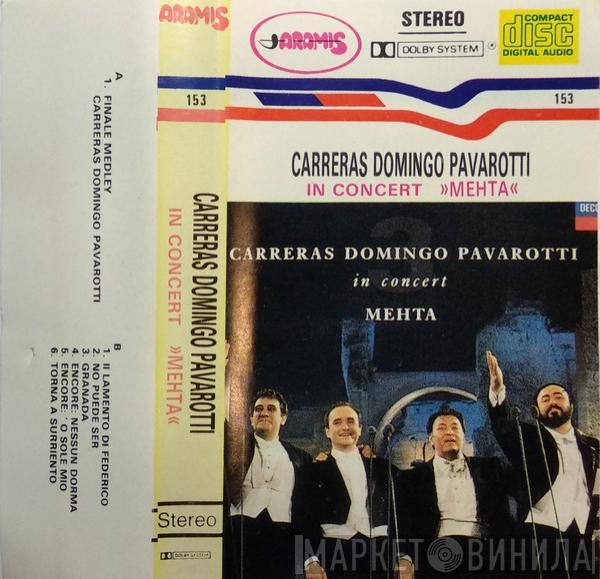 A
1. FINALE MEDLEY
CARRERAS DOMINGO PAVAROTTI
B
1. Il LAMENTO DI FEDERICO
2. NO PUEDE SER
3. GRANADA
4. ENCORE: NESSUN DORMA
5. ENCORE: 'O SOLE MIO
6. TORNA A SURRIENTO
ARAMIS
153
CARRERAS DOMINGO PAVAROTTI
IN CONCERT »MEHTA«
Stereo
DOLBY SYSTEM
ARAMIS
STEREO
DOLBY SYSTEM
COMPACT
disc
DIGITAL AUDIO
153
CARRERAS DOMINGO PAVAROTTI
IN CONCERT »MEHTA«
DECC
3
CARRERAS DOMINGO PAVAROTTI
in concert
MEHTA
МАРКЕТ ВИНИЛА